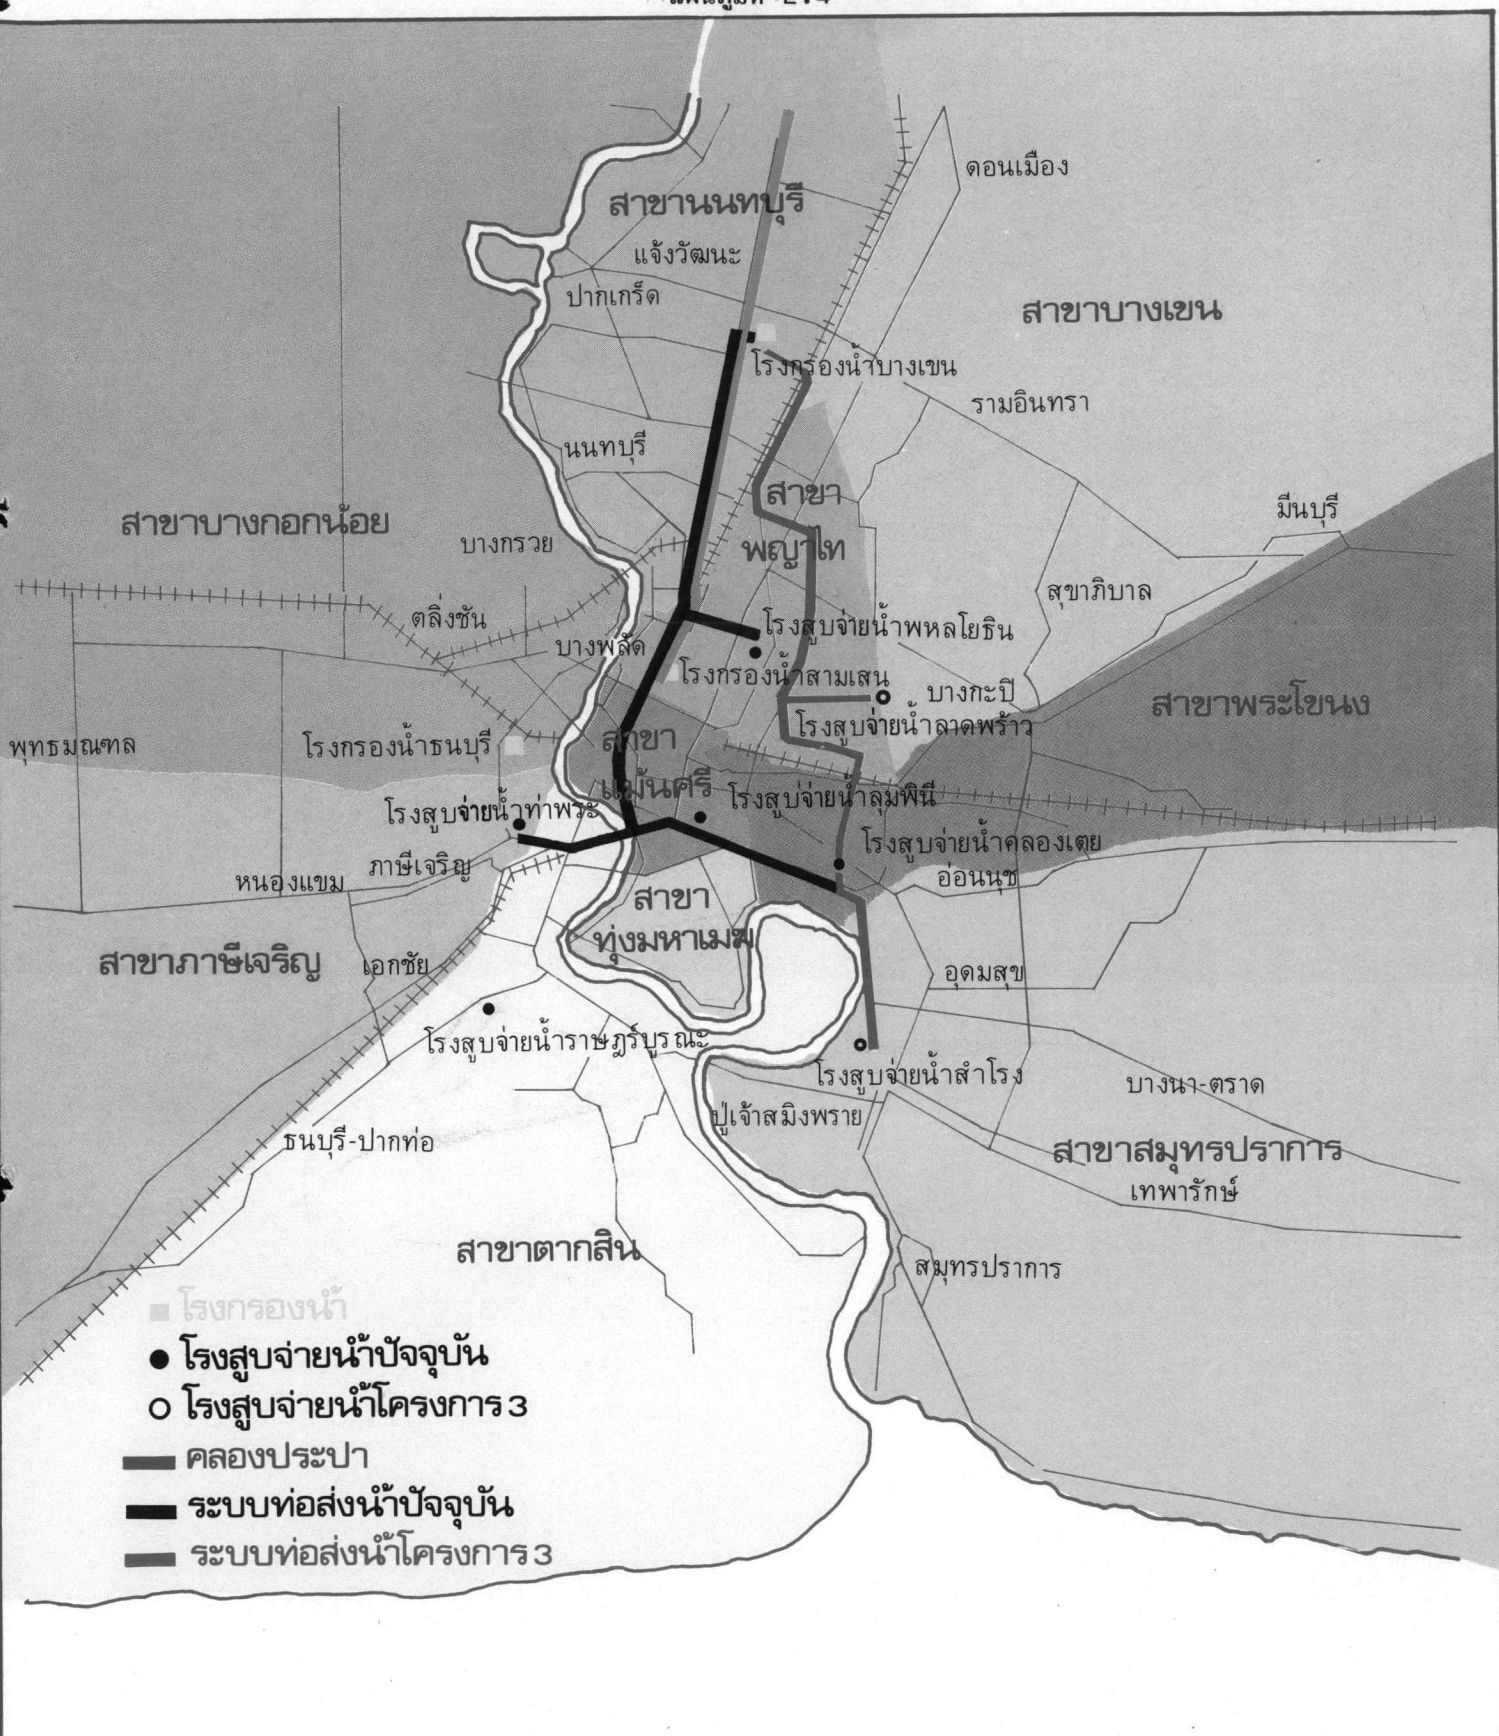 ดอนเมือง
สาขานนทบุรี
แจ้งวัฒนะ
ปากเกร็ด
สาขาบางเขน
โรงกรองน้ำบางเขน
รามอินทรา
นนทบุรี
สาขา
พญาไท
มีนบุรี
สาขาบางกอกน้อย
บางกรวย
สุขาภิบาล
ตลิ่งชัน
โรงสูบจ่ายน้ำพหลโยธิน
บางพลัด
โรงกรองน้ำสามเสน
บางกะปิ
สาขาพระโขนง
โรงสูบจ่ายน้ำลาดพร้าว
พุทธมณฑล
โรงกรองน้ำธนบุรี
สาขา
แม้นศรี
โรงสูบจ่ายน้ำลุมพินี
โรงสูบจ่ายน้ำท่าพระ
โรงสูบจ่ายน้ำคลองเตย
ภาษีเจริญ
หนองแขม
อ่อนนุช
สาขา
ทุ่งมหาเมฆ
สาขาภาษีเจริญ
เอกชัย
อุดมสุข
โรงสูบจ่ายน้ำราษฎร์บูรณะ
โรงสูบจ่ายน้ำสำโรง
บางนา-ตราด
ปู่เจ้าสมิงพราย
ธนบุรี-ปากท่อ
สาขาสมุทรปราการ
เทพารักษ์
สาขาตากสิน
สมุทรปราการ
โรงกรองน้ำ
โรงสูบจ่ายน้ำปัจจุบัน
โรงสูบจ่ายน้ำโครงการ 3
คลองประปา
ระบบท่อส่งน้ำปัจจุบัน
ระบบท่อส่งน้ำโครงการ 3